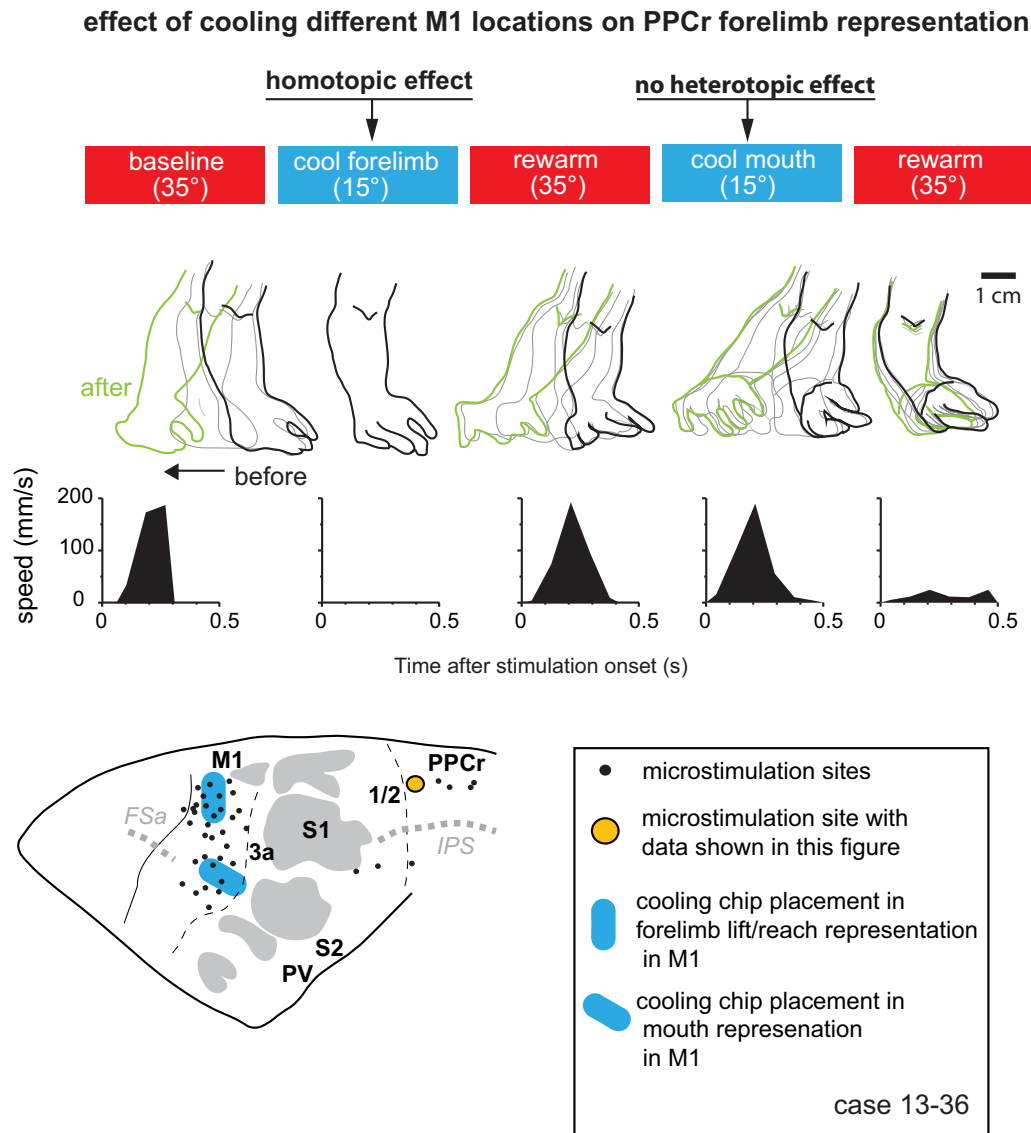 effect of cooling different M1 locations on PPCr forelimb representation
homotopic effect
no heterotopic effect
baseline
(35°)
cool forelimb
(15°)
rewarm
(35°)
cool mouth
(15°)
rewarm
(35°)
1 cm
after
before
speed (mm/s)
200
100
0
0 0.5
0 0.5
0 0.5
0 0.5
0 0.5
Time after stimulation onset (s)
M1
PPCr
1/2
FSa
S1
IPS
3a
S2
PV
microstimulation sites
microstimulation site with
data shown in this figure
cooling chip placement in
forelimb lift/reach representation
in M1
cooling chip placement in
mouth represenation
in M1
case 13-36